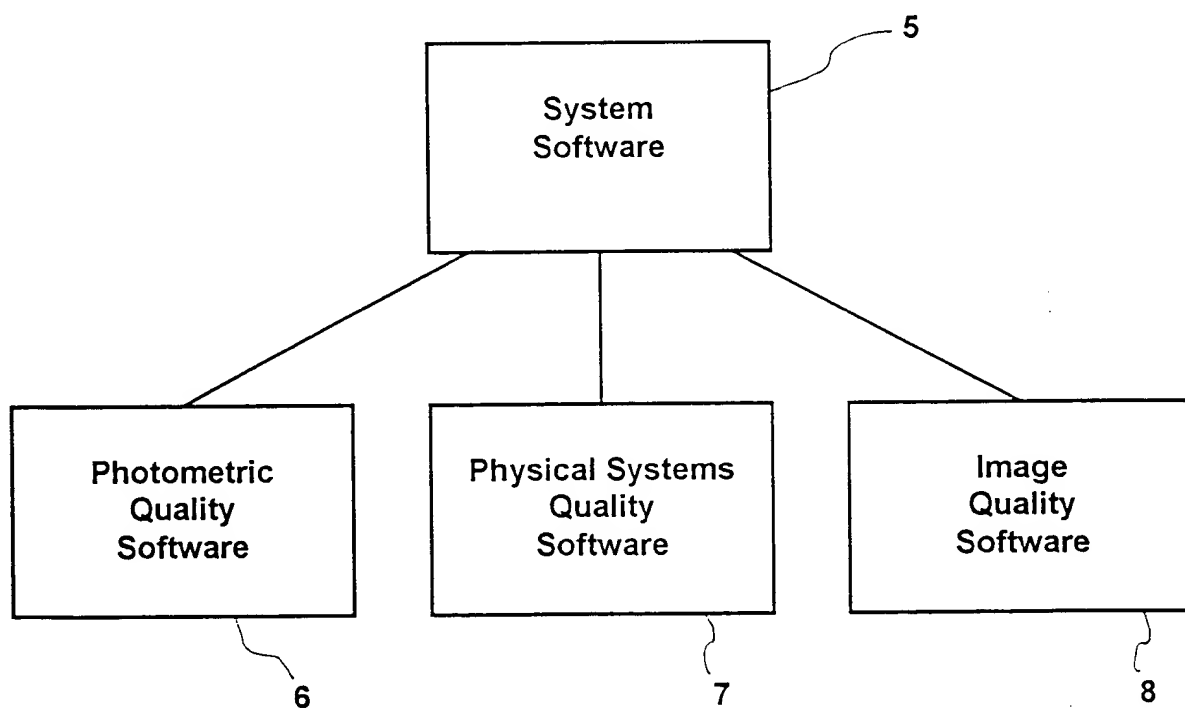 5
System
Software
Photometric
Quality
Software
Physical Systems
Quality
Software
Image
Quality
Software
6
7
8